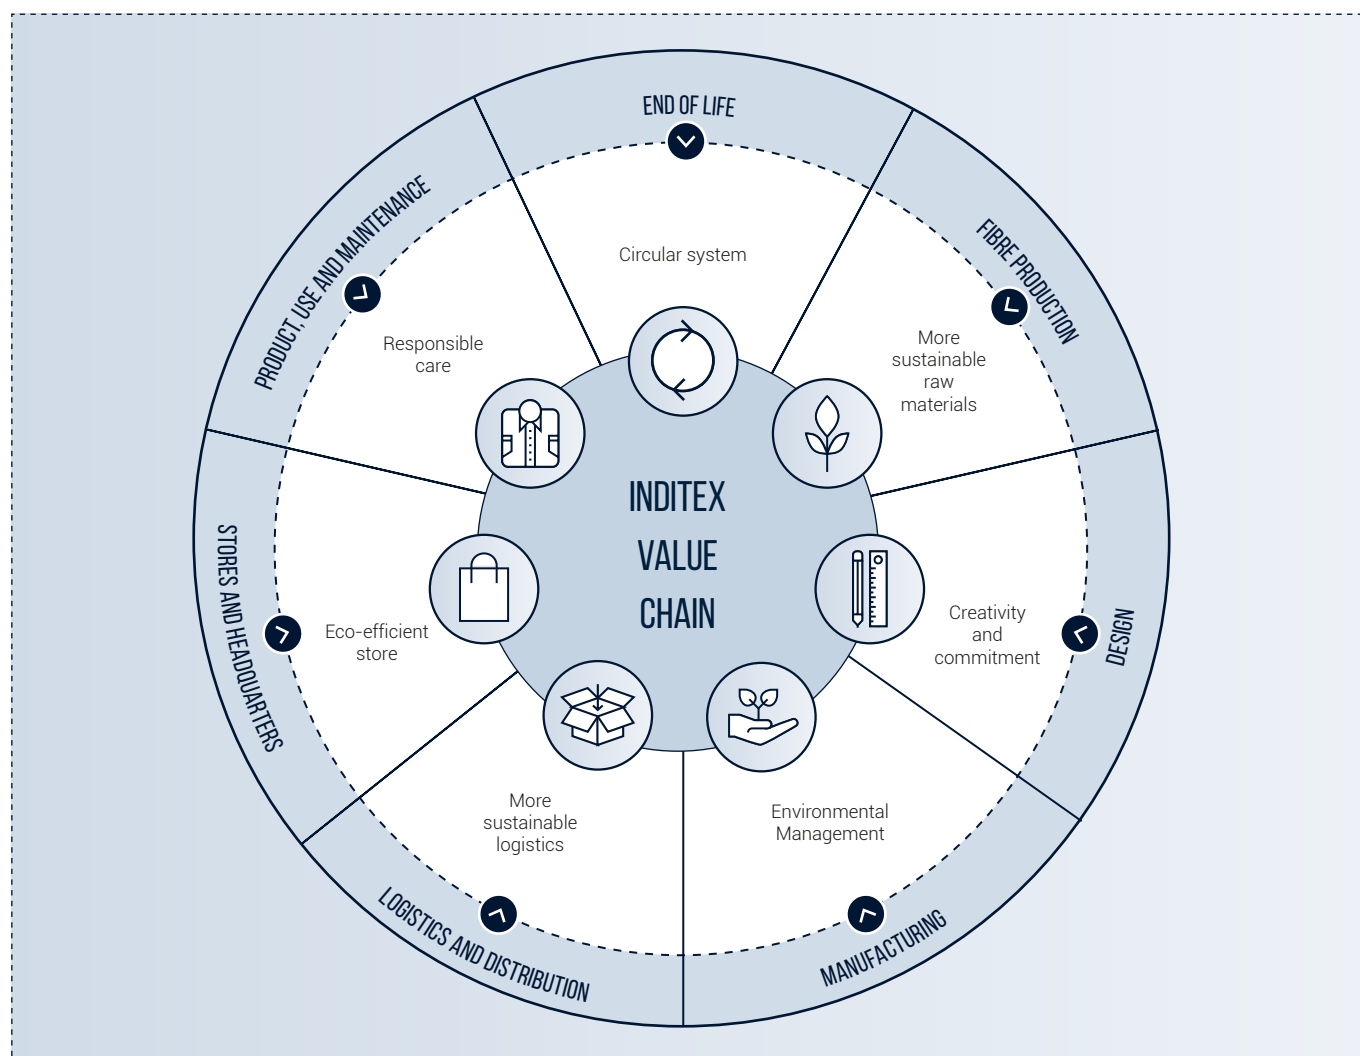 END OF LIFE
Circular system
FIBRE PRODUCTION
More
sustainable
raw
materials
DESIGN
Creativity
and
commitment
MANUFACTURING
Environmental
Management
LOGISTICS AND DISTRIBUTION
More
sustainable
logistics
STORES AND HEADQUARTERS
Eco-efficient
store
PRODUCT, USE AND MAINTENANCE
Responsible
care
INDITEX
VALUE
CHAIN